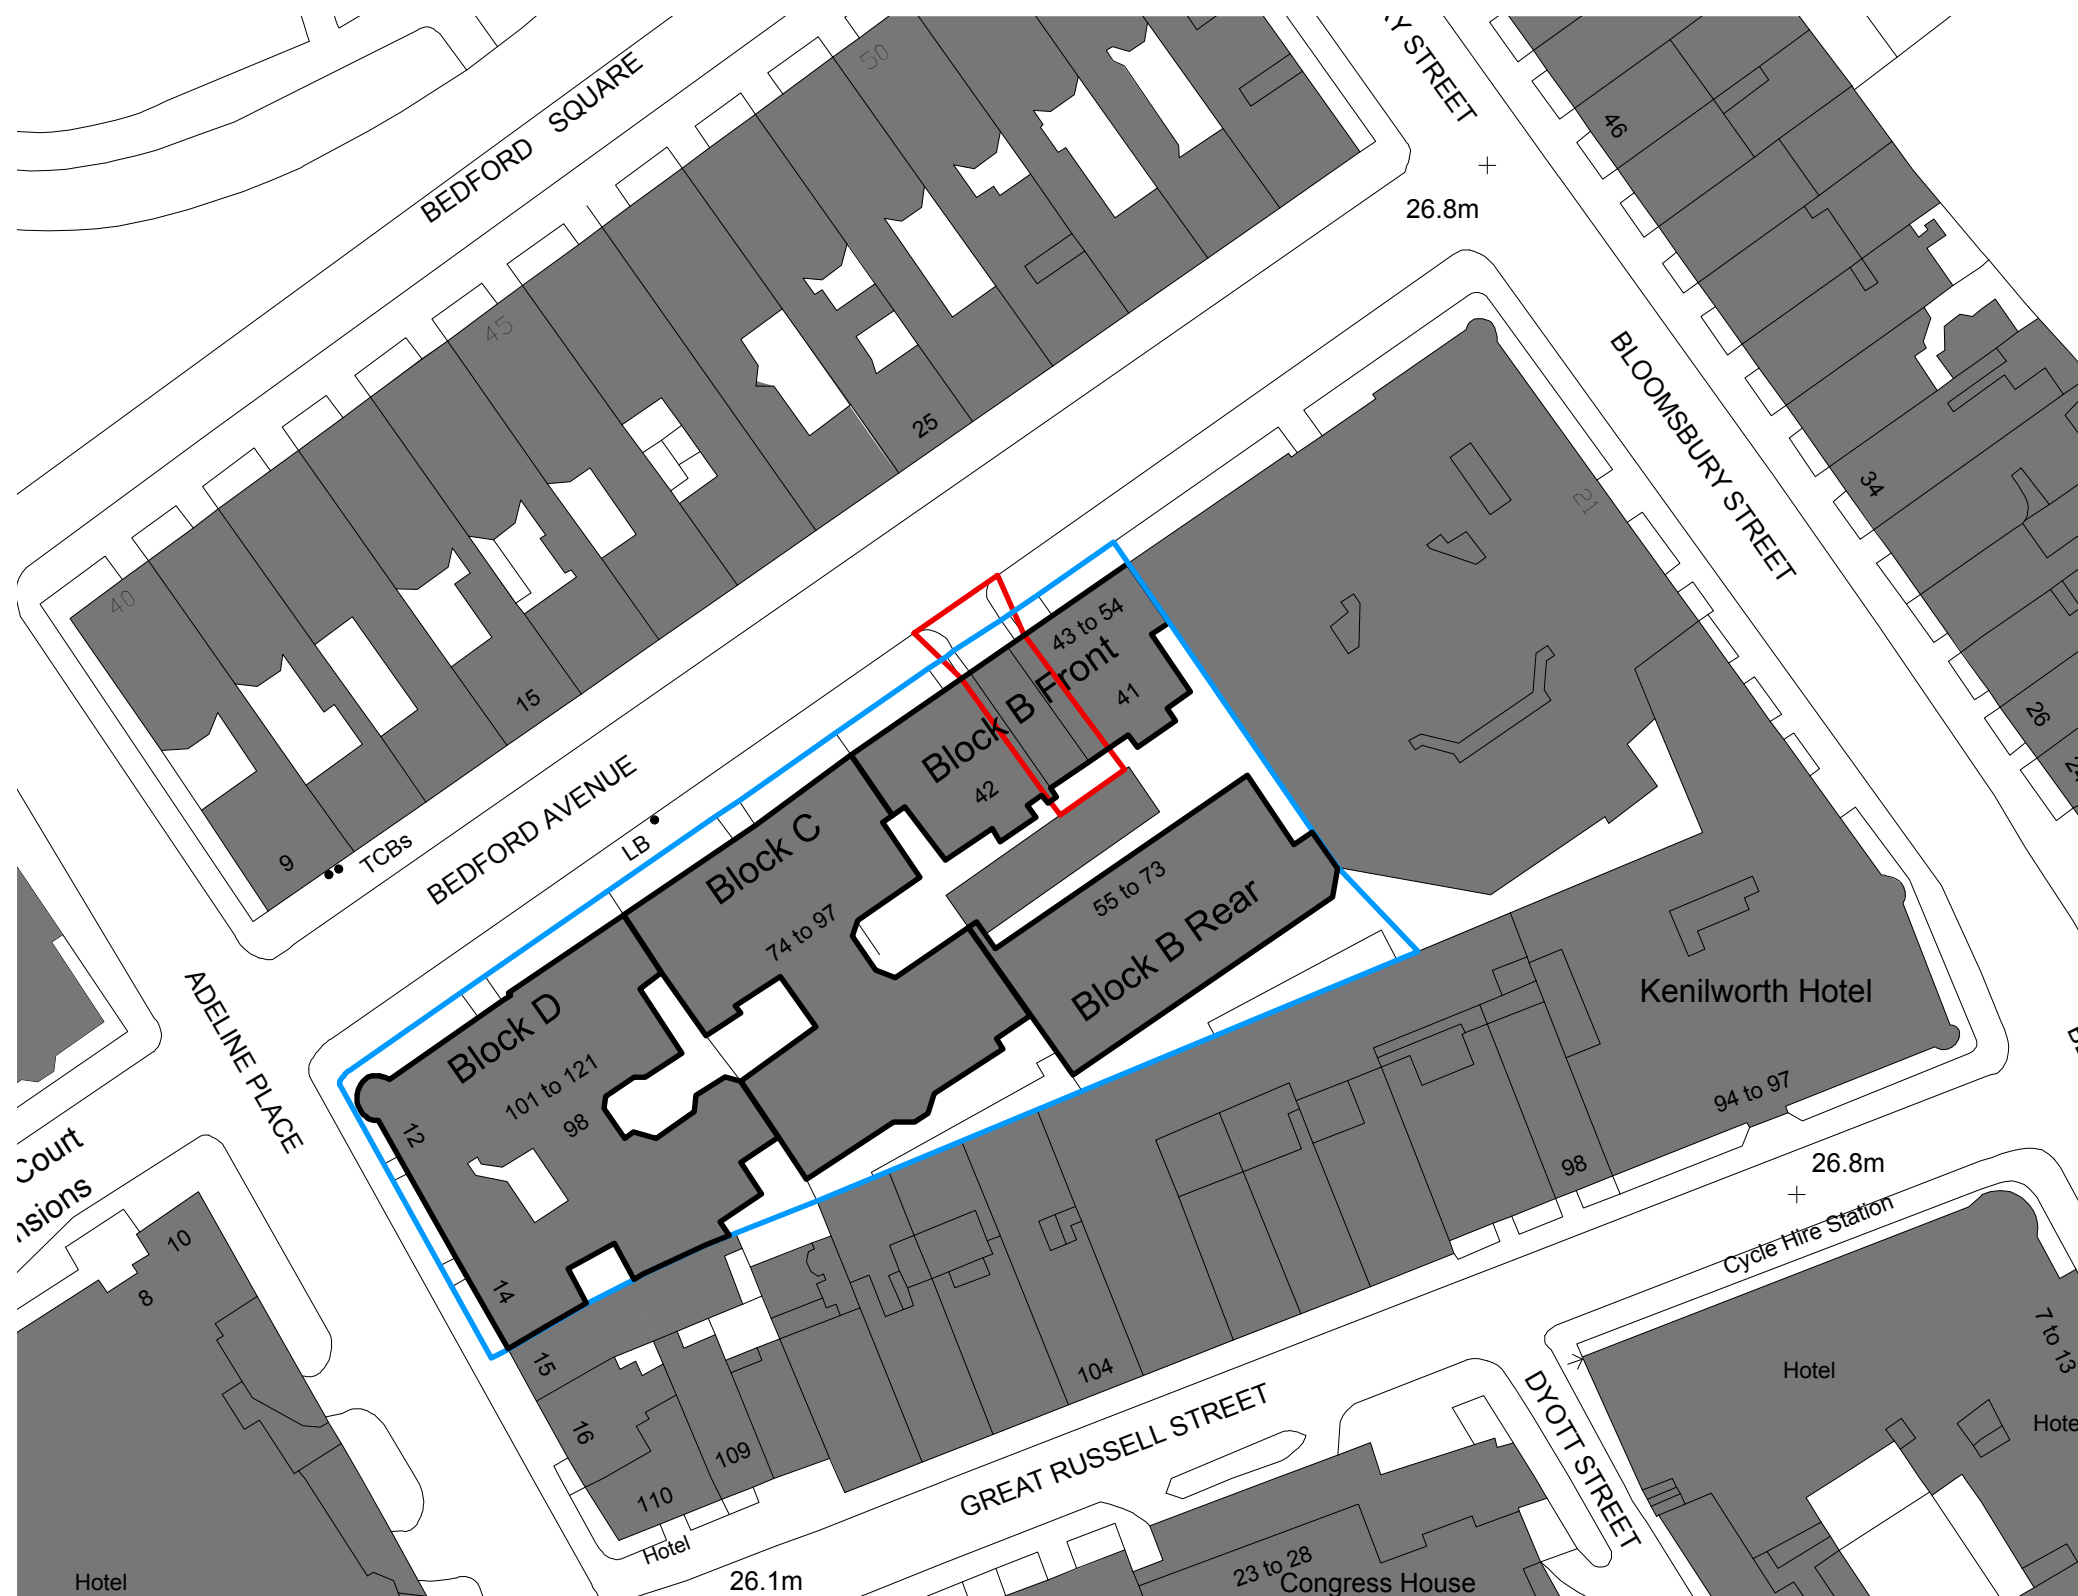 50
BEDFORD SQUARE
46
26.8m
45
BLOOMSBURY STREET
25
34
21
40
43 to 54
Block B Front
41
42
26
15
BEDFORD AVENUE
LB
TCBs
9
Block C
74 to 97
55 to 73
Block B Rear
Kenilworth Hotel
ADELINE PLACE
Block D
101 to 121
98
12
14
94 to 97
98
26.8m
Cycle Hire Station
Court
10
8
15
16
109
110
104
GREAT RUSSELL STREET
DYOTT STREET
Hotel
7 to 13
Hotel
26.1m
23 to 28
Congress House
Hotel